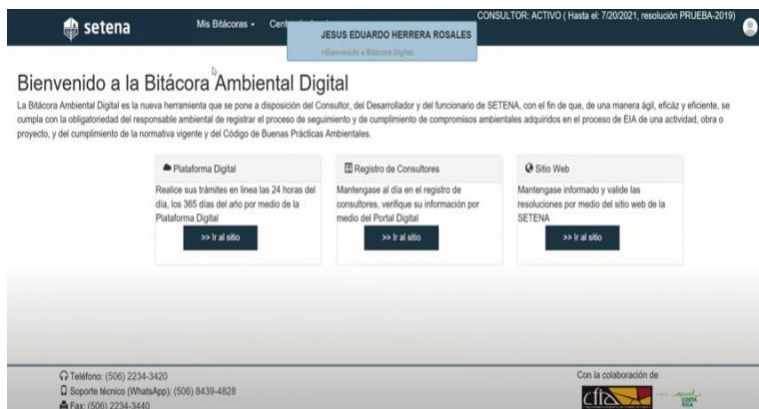 setena
Mis Bitácoras
CONSULTOR: ACTIVO ( Hasta el: 7/20/2021, resolución PRUEBA-2019)
JESUS EDUARDO HERRERA ROSALES
Bienvenido a Bitácora Digital.
Bienvenido a la Bitácora Ambiental Digital
La Bitácora Ambiental Digital es la nueva herramienta que se pone a disposición del Consultor, del Desarrollador y del funcionario de SETENA, con el fin de que, de una manera ágil, eficáz y eficiente, se
cumpla con la obligatoriedad del responsable ambiental de registrar el proceso de seguimiento y de cumplimiento de compromisos ambientales adquiridos en el proceso de EIA de una actividad, obra o
proyecto, y del cumplimiento de la normativa vigente y del Código de Buenas Prácticas Ambientales.
Plataforma Digital
Realice sus trámites en linea las 24 horas del
día, los 365 días del año por medio de la
Plataforma Digital
>> Ir al sitio
Registro de Consultores
Mantengase al día en el registro de
consultores, verifique su información por
medio del Portal Digital
>> Ir al sitio
Sitio Web
Mantengase informado y valide las
resoluciones por medio del sitio web de la
SETENA
>> Ir al sitio
Teléfono: (506) 2234-3420
Soporte técnico (WhatsApp): (506) 8439-4828
Fax: (506) 2234-3440
Con la colaboración de
cfia
COSTA
RICA